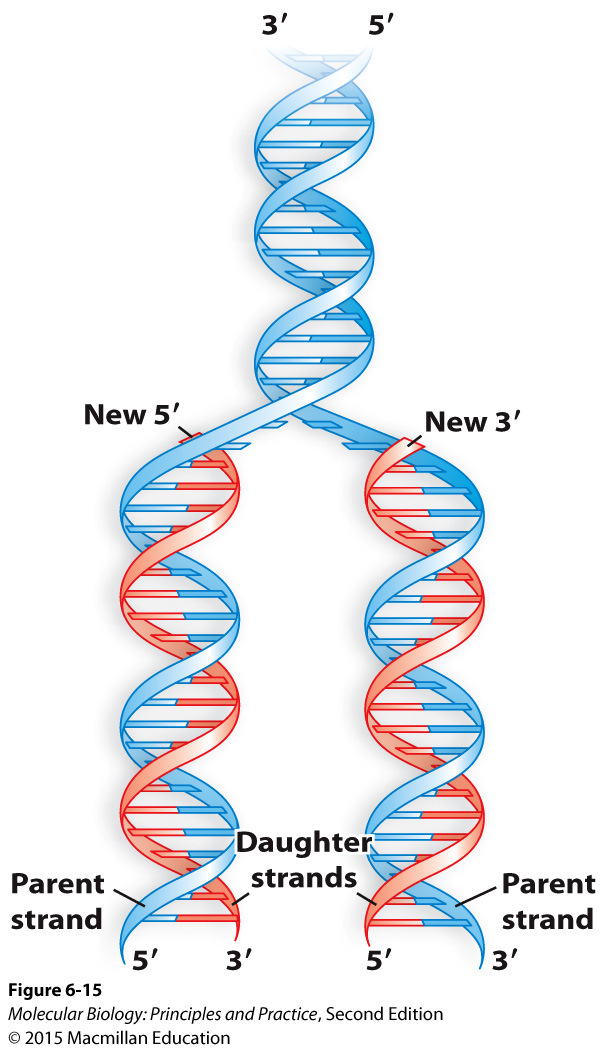 3′ 5′
New 5′
New 3′
Daughter
strands
Parent
strand
Parent
strand
5′ 3′ 5′ 3′
Figure 6-15
Molecular Biology: Principles and Practice, Second Edition
© 2015 Macmillan Education